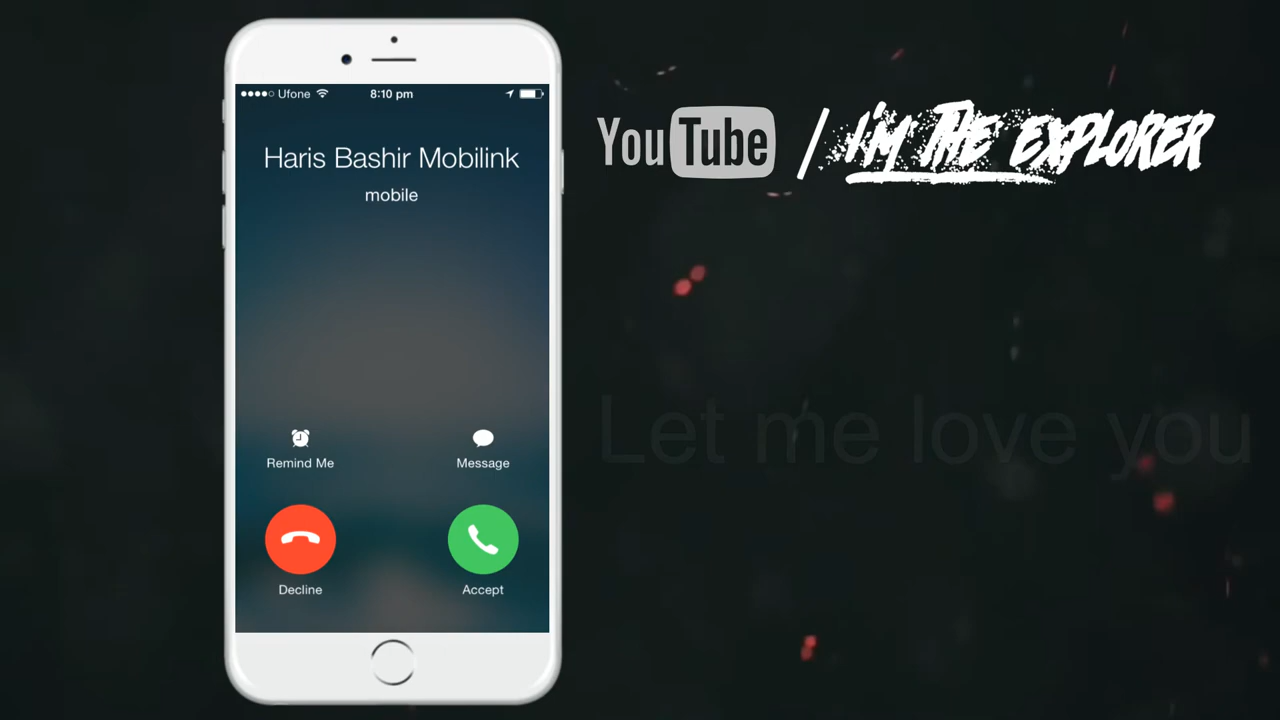 Ufone
8:10 pm
Haris Bashir Mobilink
mobile
Remind Me
Message
Decline
Accept
YouTube / I'M THE EXPLORER
Let me love you